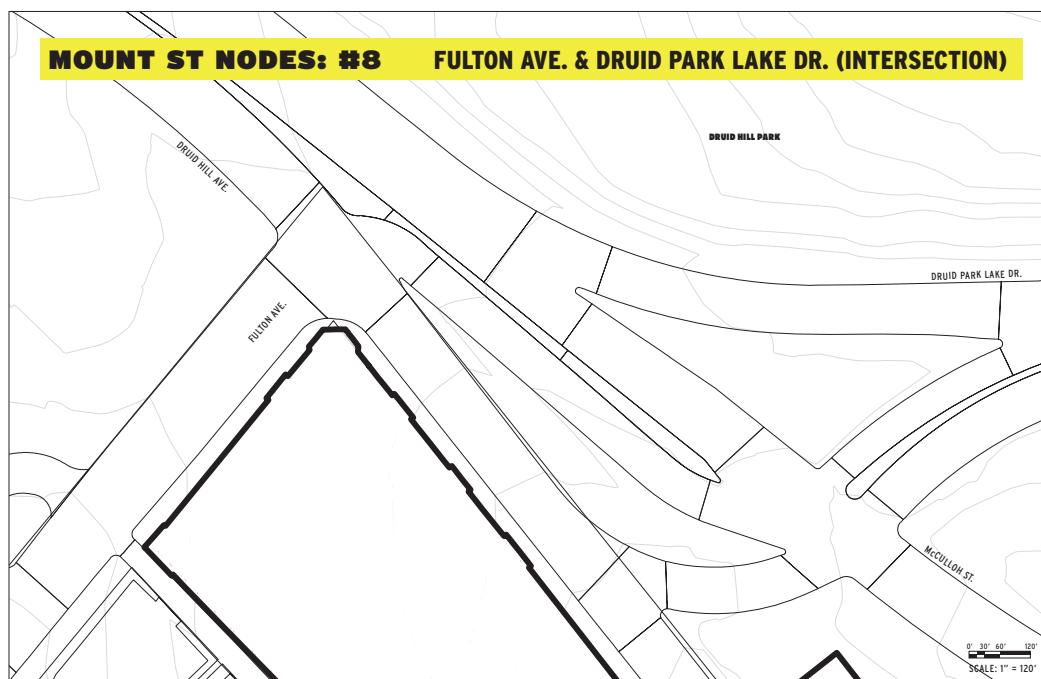 MOUNT ST NODES: #8 FULTON AVE. & DRUID PARK LAKE DR. (INTERSECTION)
DRUID HILL PARK
DRUID HILL AVE.
DRUID PARK LAKE DR.
FULTON AVE.
McCULLOH ST.
0' 30' 60' 120'
SCALE: 1" = 120'